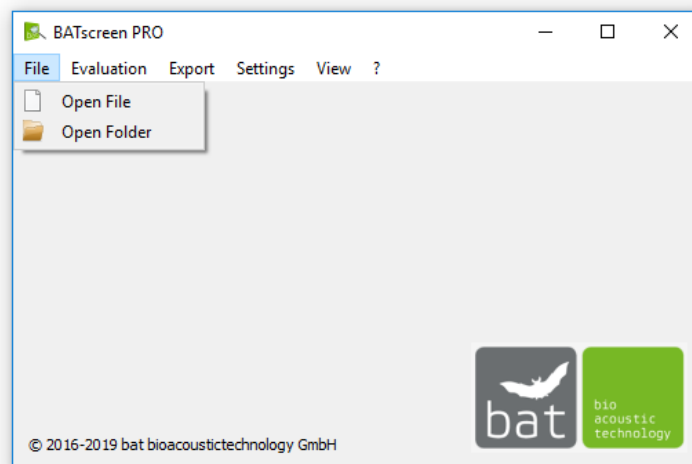 BATscreen PRO
File Evaluation Export Settings View ?
Open File
Open Folder
bat
bio
acoustic
technology
© 2016-2019 bat bioacoustictechnology GmbH